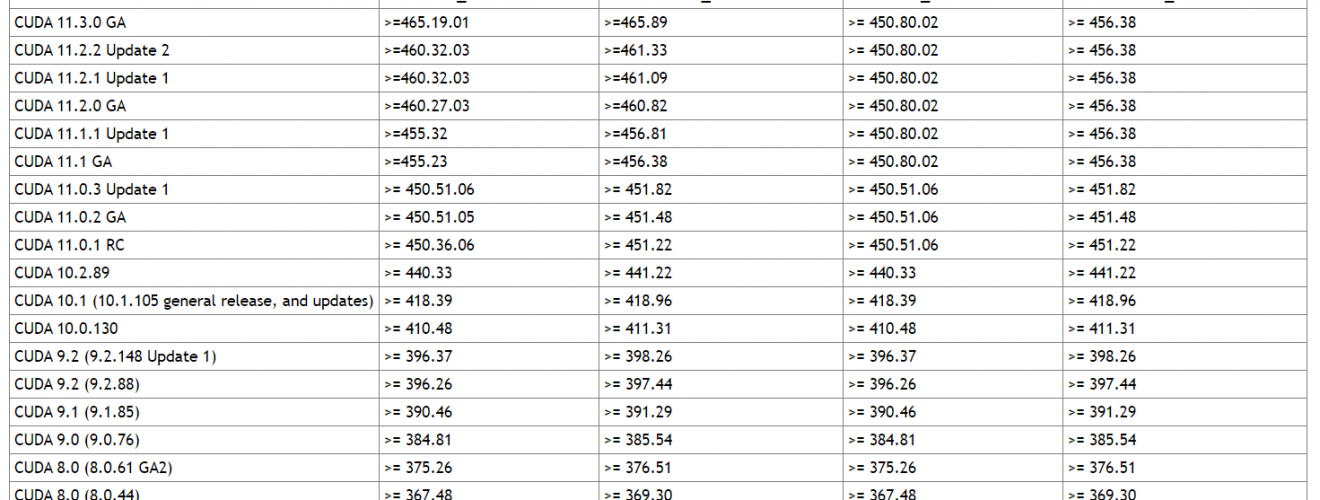 CUDA 11.3.0 GA >=465.19.01 >=465.89 >= 450.80.02 >= 456.38
CUDA 11.2.2 Update 2 >=460.32.03 >=461.33 >= 450.80.02 >= 456.38
CUDA 11.2.1 Update 1 >=460.32.03 >=461.09 >= 450.80.02 >= 456.38
CUDA 11.2.0 GA >=460.27.03 >=460.82 >= 450.80.02 >= 456.38
CUDA 11.1.1 Update 1 >=455.32 >=456.81 >= 450.80.02 >= 456.38
CUDA 11.1 GA >=455.23 >=456.38 >= 450.80.02 >= 456.38
CUDA 11.0.3 Update 1 >= 450.51.06 >= 451.82 >= 450.51.06 >= 451.82
CUDA 11.0.2 GA >= 450.51.05 >= 451.48 >= 450.51.06 >= 451.48
CUDA 11.0.1 RC >= 450.36.06 >= 451.22 >= 450.51.06 >= 451.22
CUDA 10.2.89 >= 440.33 >= 441.22 >= 440.33 >= 441.22
CUDA 10.1 (10.1.105 general release, and updates) >= 418.39 >= 418.96 >= 418.39 >= 418.96
CUDA 10.0.130 >= 410.48 >= 411.31 >= 410.48 >= 411.31
CUDA 9.2 (9.2.148 Update 1) >= 396.37 >= 398.26 >= 396.37 >= 398.26
CUDA 9.2 (9.2.88) >= 396.26 >= 397.44 >= 396.26 >= 397.44
CUDA 9.1 (9.1.85) >= 390.46 >= 391.29 >= 390.46 >= 391.29
CUDA 9.0 (9.0.76) >= 384.81 >= 385.54 >= 384.81 >= 385.54
CUDA 8.0 (8.0.61 GA2) >= 375.26 >= 376.51 >= 375.26 >= 376.51
CUDA 8.0 (8.0.44) >= 367.48 >= 369.30 >= 367.48 >= 369.30